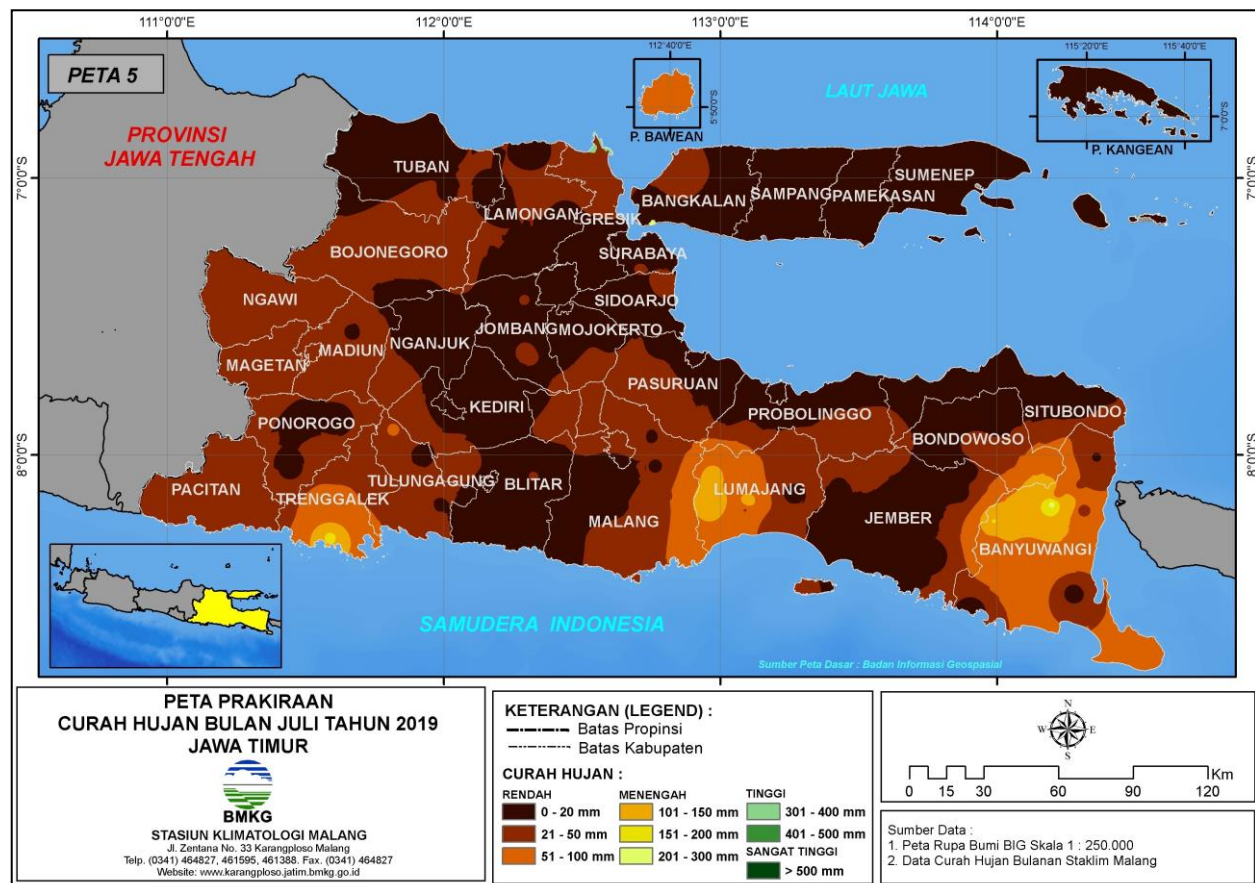 111°0'0"E
112°0'0"E
113°0'0"E
114°0'0"E
PETA 5
112°40'0"E
5°50'0"S
P. BAWEAN
LAUT JAWA
115°20'0"E
115°40'0"E
7°0'0"S
P. KANGEAN
PROVINSI
JAWA TENGAH
7°0'0"S
7°0'0"S
TUBAN
LAMONGAN
GRESIK
BANGKALAN
SAMPANG
PAMEKASAN
SUMENEP
BOJONEGORO
SURABAYA
NGAWI
SIDOARJO
MADIUN
NGANJUK
JOMBANG
MOJOKERTO
MAGETAN
PASURUAN
KEDIRI
PROBOLINGGO
SITUBONDO
PONOROGO
BONDOWOSO
8°0'0"S
8°0'0"S
PACITAN
TRENGGALEK
TULUNGAGUNG
BLITAR
LUMAJANG
MALANG
JEMBER
BANYUWANGI
SAMUDERA INDONESIA
Sumber Peta Dasar : Badan Informasi Geospasial
PETA PRAKIRAAN
CURAH HUJAN BULAN JULI TAHUN 2019
JAWA TIMUR
BMKG
STASIUN KLIMATOLOGI MALANG
Jl. Zentana No. 33 Karangploso Malang
Telp. (0341) 464827, 461595, 461388. Fax. (0341) 464827
Website: www.karangploso.jatim.bmkg.go.id
KETERANGAN (LEGEND) :
Batas Propinsi
Batas Kabupaten
CURAH HUJAN :
RENDAH
0 - 20 mm
21 - 50 mm
51 - 100 mm
MENENGAH
101 - 150 mm
151 - 200 mm
201 - 300 mm
TINGGI
301 - 400 mm
401 - 500 mm
SANGAT TINGGI
> 500 mm
N
W E
S
Km
0 15 30 60 90 120
Sumber Data :
1. Peta Rupa Bumi BIG Skala 1 : 250.000
2. Data Curah Hujan Bulanan Staklim Malang